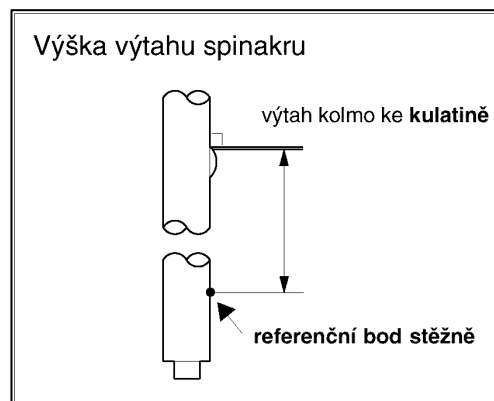 Výška výtahu spinakru
výtah kolmo ke kulatině
referenční bod stěžně